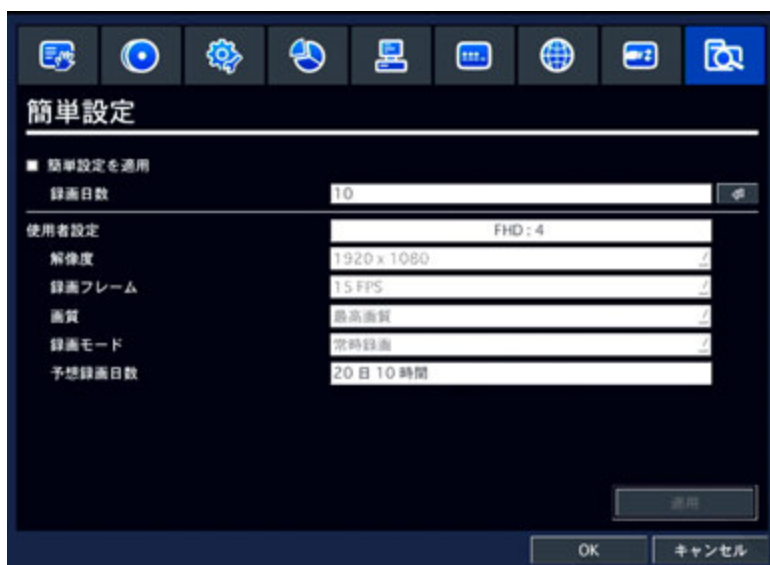 簡単設定
簡単設定を適用
録画日数 10
使用者設定 FHD : 4
解像度 1920 x 1080
録画フレーム 15 FPS
画質 最高画質
録画モード 常時録画
予想録画日数 20 日 10 時間
適用
OK キャンセル